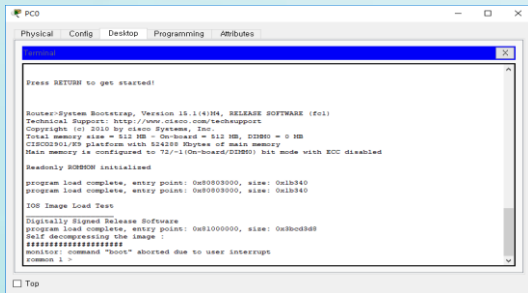 PC0
Physical Config Desktop Programming Attributes
Terminal
X
Press RETURN to get started!
Router>System Bootstrap, Version 15.1(4)M4, RELEASE SOFTWARE (fc1)
Technical Support: http://www.cisco.com/techsupport
Copyright (c) 2010 by cisco Systems, Inc.
Total memory size = 512 MB - On-board = 512 MB, DIMM0 = 0 MB
CISCO2901/K9 platform with 524288 Kbytes of main memory
Main memory is configured to 72/-1(On-board/DIMM0) bit mode with ECC disabled
Readonly ROMMON initialized
program load complete, entry point: 0x80803000, size: 0x1b340
program load complete, entry point: 0x80803000, size: 0x1b340
IOS Image Load Test
Digitally Signed Release Software
program load complete, entry point: 0x81000000, size: 0x3bcd3d8
Self decompressing the image :
#####################
monitor: command "boot" aborted due to user interrupt
rommon 1 >
Top